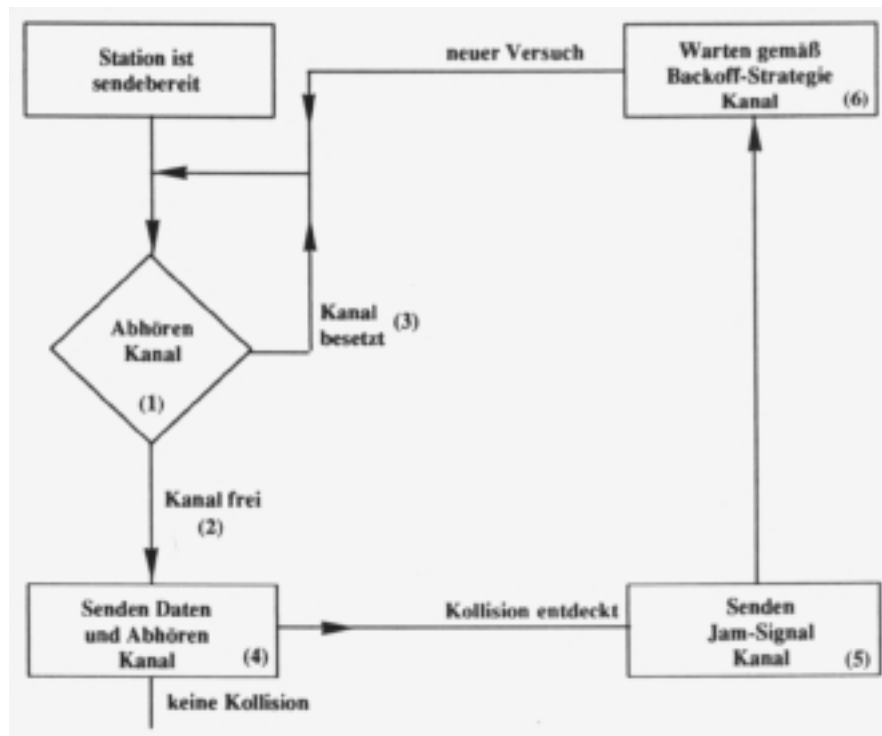 Station ist
sendebereit
neuer Versuch
Warten gemäß
Backoff-Strategie
Kanal
(6)
Abhören
Kanal
(1)
Kanal
besetzt
(3)
Kanal frei
(2)
Senden Daten
und Abhören
Kanal
(4)
Kollision entdeckt
Senden
Jam-Signal
Kanal
(5)
keine Kollision